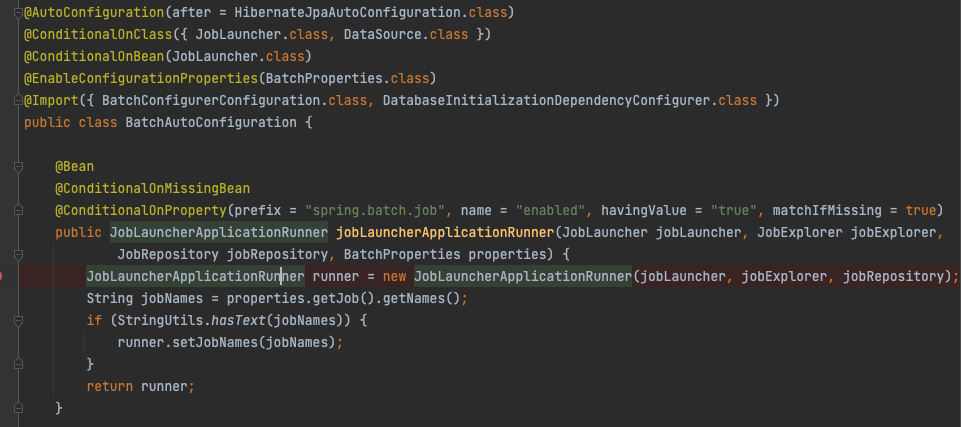 @AutoConfiguration(after = HibernateJpaAutoConfiguration.class)
@ConditionalOnClass({ JobLauncher.class, DataSource.class })
@ConditionalOnBean(JobLauncher.class)
@EnableConfigurationProperties(BatchProperties.class)
@Import({ BatchConfigurerConfiguration.class, DatabaseInitializationDependencyConfigurer.class })
public class BatchAutoConfiguration {
@Bean
@ConditionalOnMissingBean
@ConditionalOnProperty(prefix = "spring.batch.job", name = "enabled", havingValue = "true", matchIfMissing = true)
public JobLauncherApplicationRunner jobLauncherApplicationRunner(JobLauncher jobLauncher, JobExplorer jobExplorer,
JobRepository jobRepository, BatchProperties properties) {
JobLauncherApplicationRunner runner = new JobLauncherApplicationRunner(jobLauncher, jobExplorer, jobRepository);
String jobNames = properties.getJob().getNames();
if (StringUtils.hasText(jobNames)) {
runner.setJobNames(jobNames);
}
return runner;
}